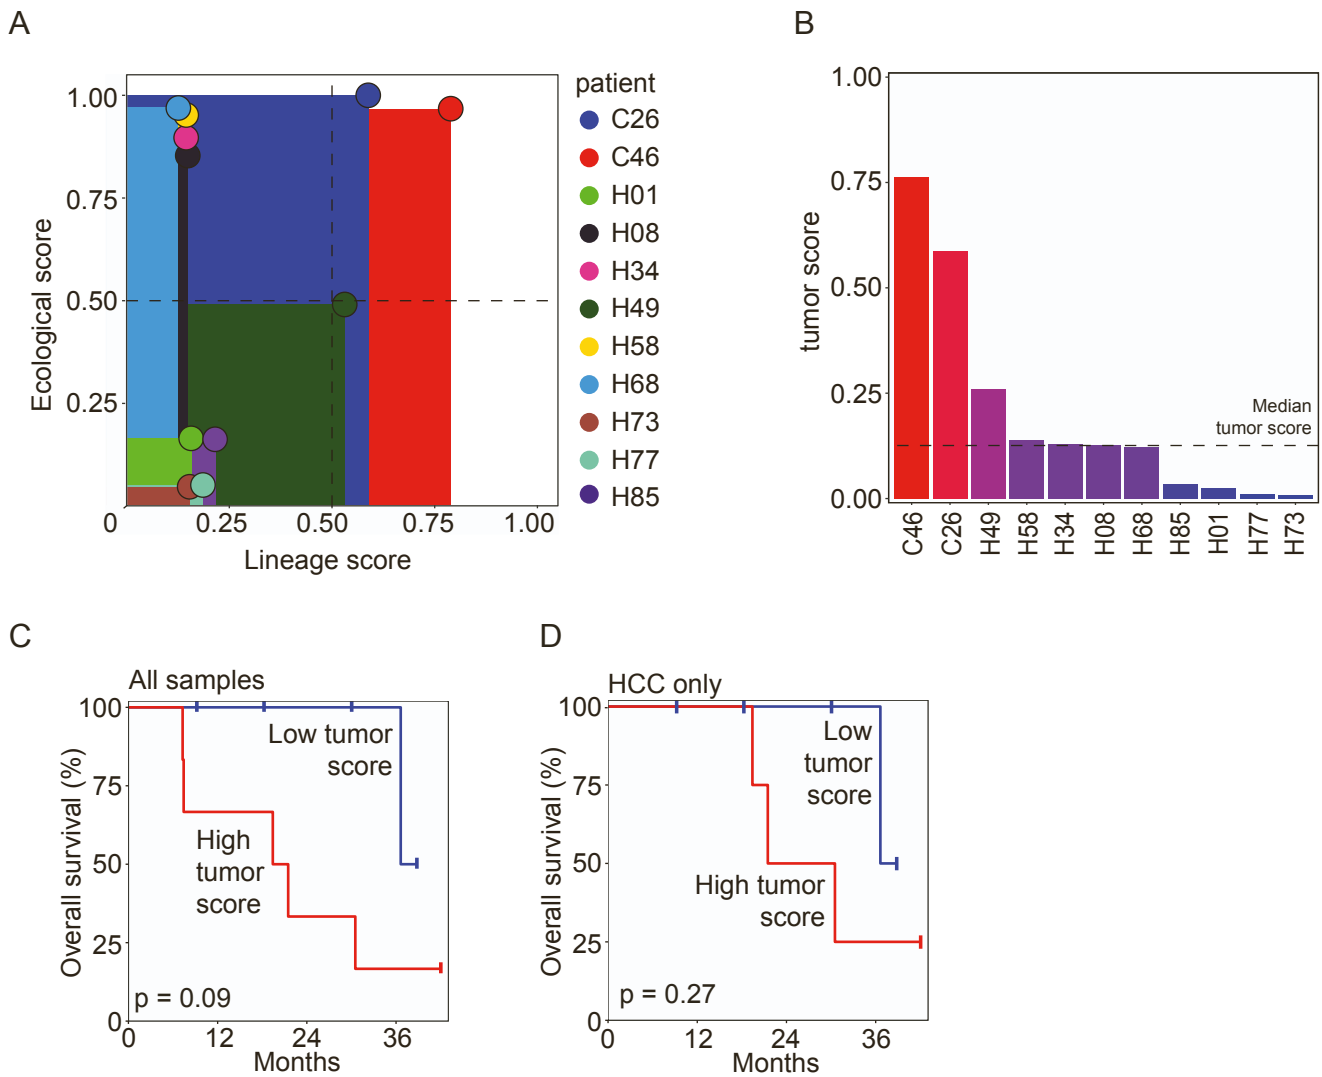 A
1.00
0.75
0.50
0.25
Ecological score
0
0.25
0.50
0.75
1.00
Lineage score
patient
C26
C46
H01
H08
H34
H49
H58
H68
H73
H77
H85
B
1.00
0.75
0.50
0.25
0.00
tumor score
Median
tumor score
C46
C26
H49
H58
H34
H08
H68
H85
H01
H77
H73
C
All samples
100
75
50
25
0
Overall survival (%)
Low tumor
score
High
tumor
score
p = 0.09
0
12
24
36
Months
D
HCC only
100
75
50
25
0
Overall survival (%)
Low
tumor
score
High tumor
score
p = 0.27
0
12
24
36
Months